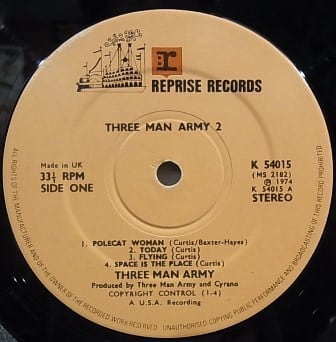 r
REPRISE RECORDS
THREE MAN ARMY 2
Made in UK
33⅓ RPM
SIDE ONE
K 54015
(MS 2182)
℗ 1974
K 54015 A
STEREO
1. POLECAT WOMAN (Curtis/Baxter-Hayes)
2. TODAY (Curtis)
3. FLYING (Curtis)
4. SPACE IS THE PLACE (Curtis)
THREE MAN ARMY
Produced by Three Man Army and Cyrano
COPYRIGHT CONTROL (1-4)
A U.S.A. Recording
ALL RIGHTS OF THE MANUFACTURER AND OF THE OWNER OF THE RECORDED WORK RESERVED UNAUTHORISED COPYING PUBLIC PERFORMANCE AND BROADCASTING OF THIS RECORD PROHIBITED